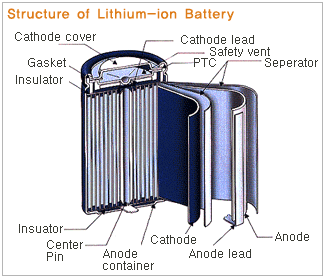 Structure of Lithium-ion Battery
Cathode cover
Cathode lead
Safety vent
Gasket
PTC
Seperator
Insulator
Insuator
Center
Pin
Anode
container
Cathode
Anode lead
Anode